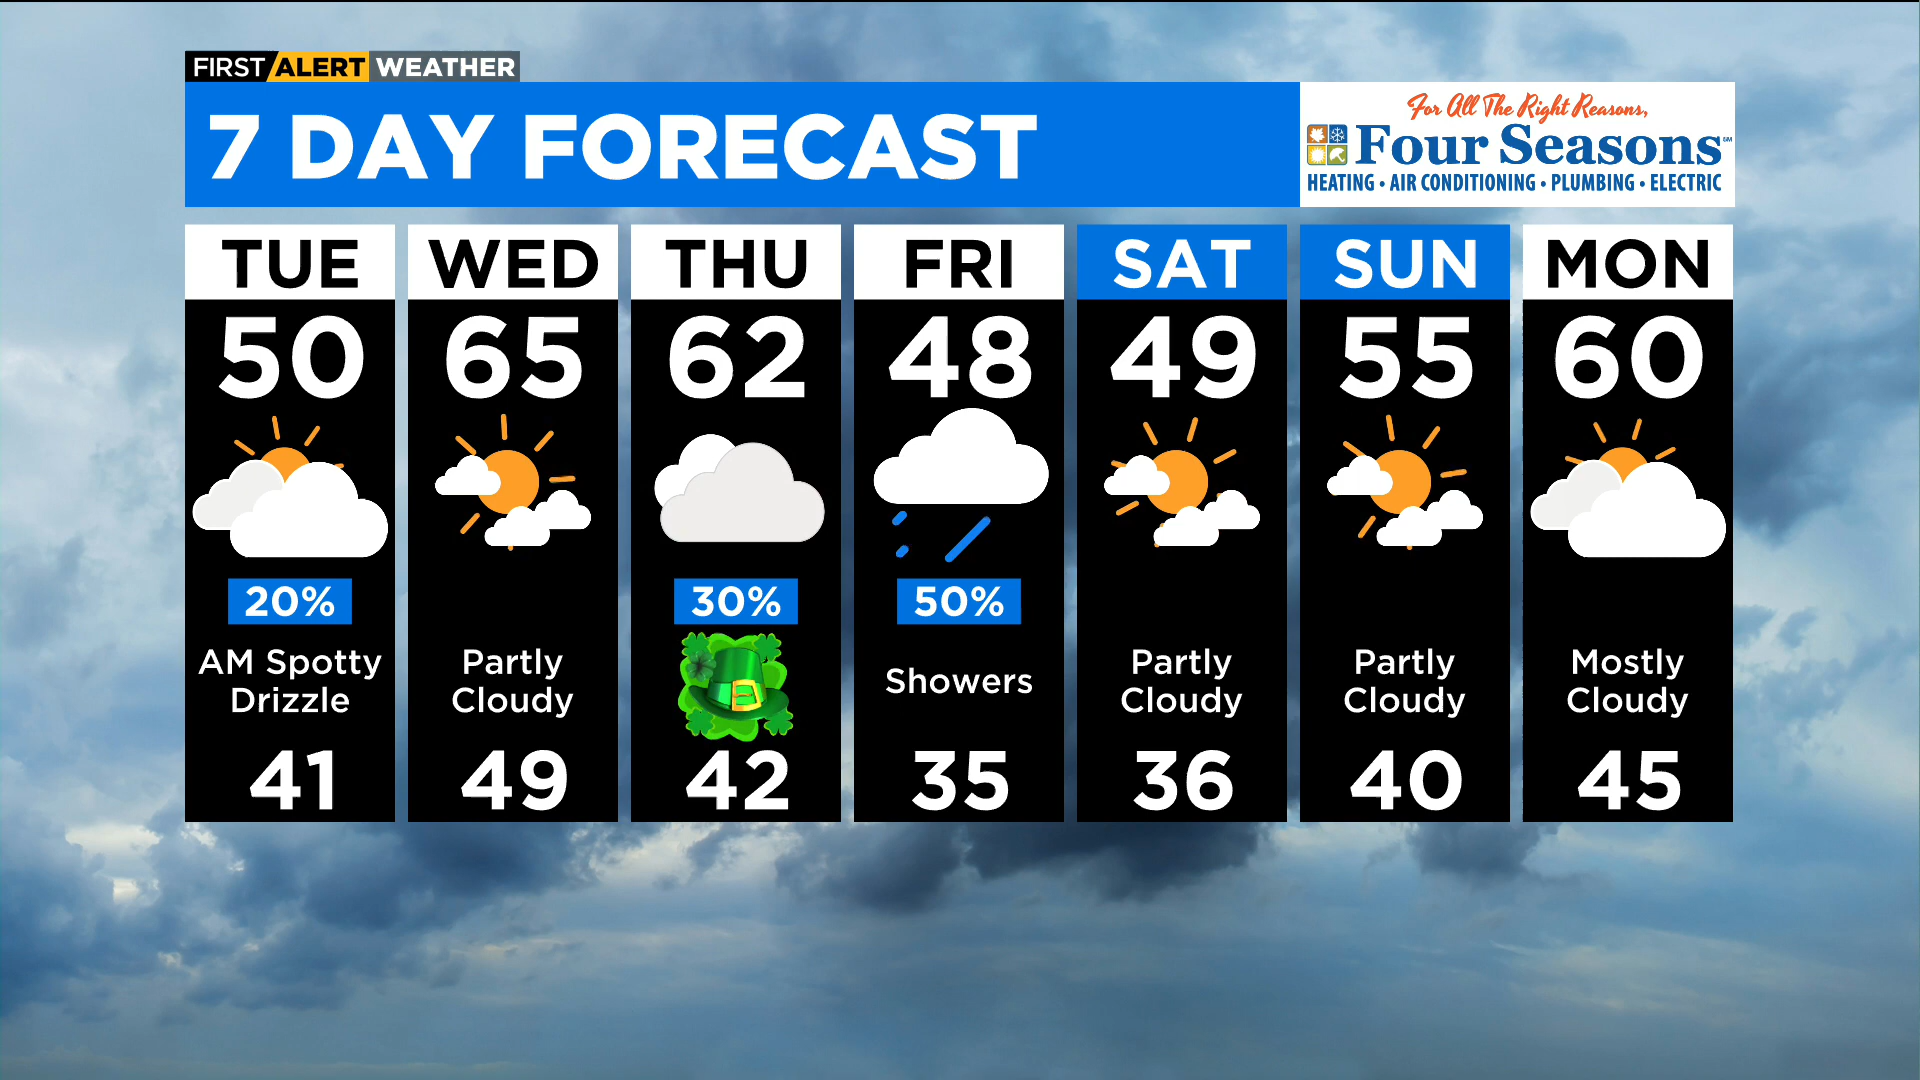 FIRST ALERT WEATHER
7 DAY FORECAST
For All The Right Reasons,
Four Seasons℠
HEATING • AIR CONDITIONING • PLUMBING • ELECTRIC
TUE WED THU FRI SAT SUN MON
50 65 62 48 49 55 60
20% 30% 50%
AM Spotty
Drizzle
Partly
Cloudy
Showers
Partly
Cloudy
Partly
Cloudy
Mostly
Cloudy
41 49 42 35 36 40 45